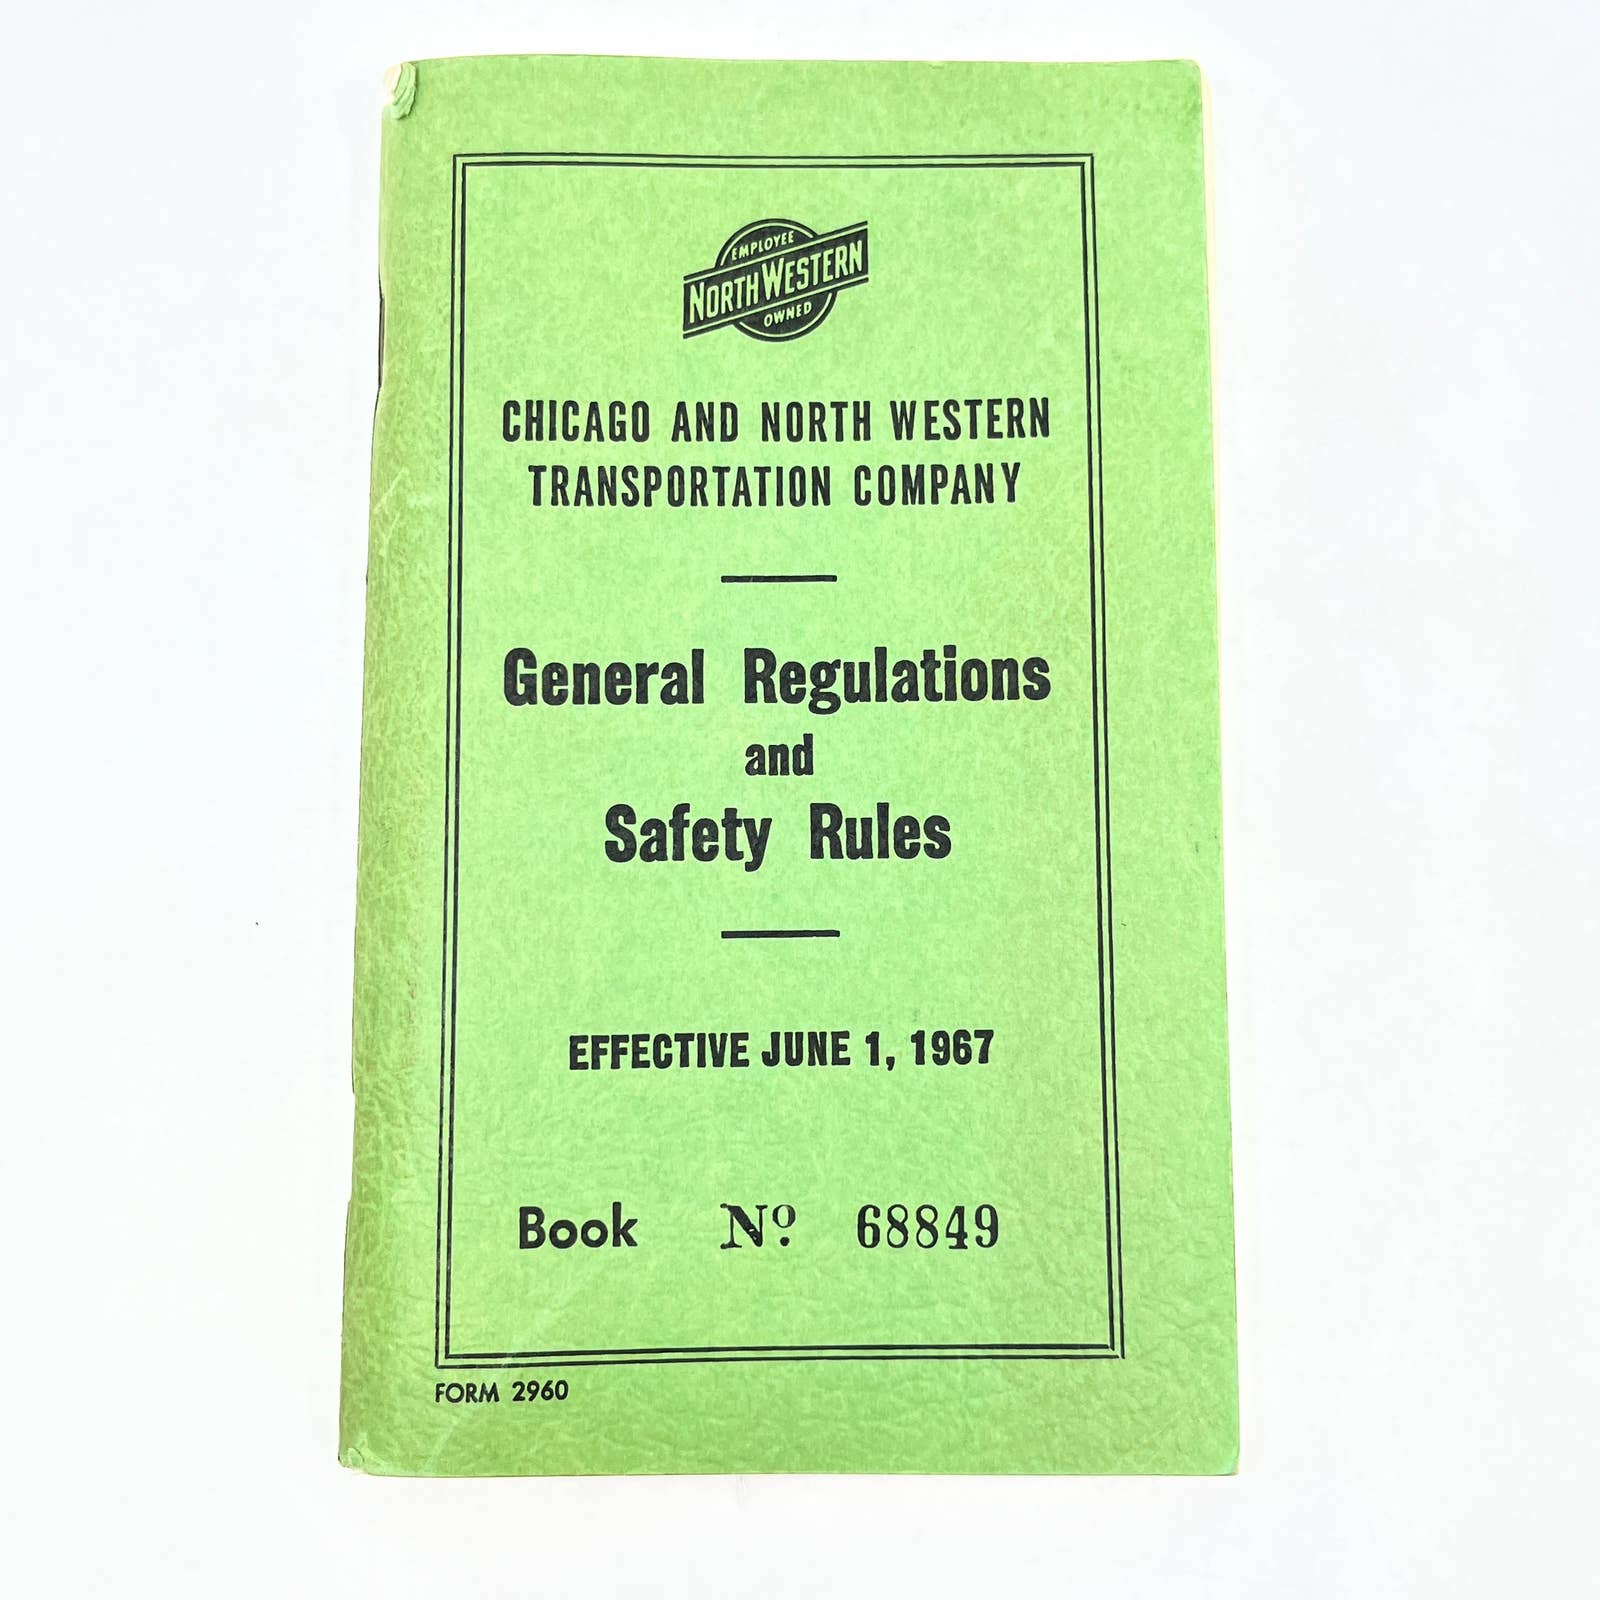 EMPLOYEE
NORTH WESTERN
OWNED
CHICAGO AND NORTH WESTERN
TRANSPORTATION COMPANY
General Regulations
and
Safety Rules
EFFECTIVE JUNE 1, 1967
Book Nº 68849
FORM 2960